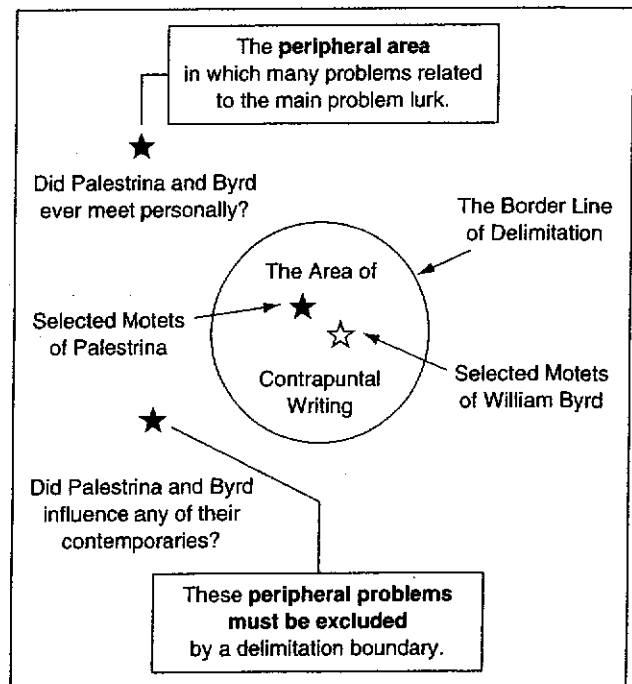 The peripheral area
in which many problems related
to the main problem lurk.
Did Palestrina and Byrd
ever meet personally?
The Border Line
of Delimitation
The Area of
Selected Motets
of Palestrina
Contrapuntal
Writing
Selected Motets
of William Byrd
Did Palestrina and Byrd
influence any of their
contemporaries?
These peripheral problems
must be excluded
by a delimitation boundary.